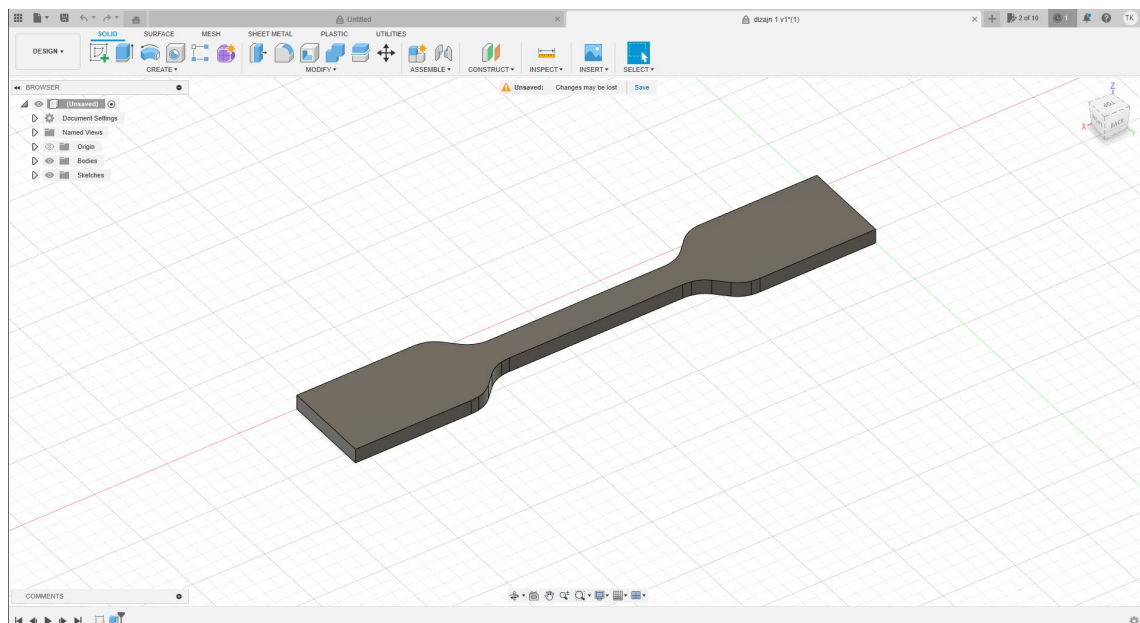 Untitled
dizajn 1 v1*(1)
2 of 10
1
TK
DESIGN
SOLID SURFACE MESH SHEET METAL PLASTIC UTILITIES
CREATE MODIFY ASSEMBLE CONSTRUCT INSPECT INSERT SELECT
BROWSER
Unsaved: Changes may be lost Save
(Unsaved)
Document Settings
Named Views
Origin
Bodies
Sketches
Z
X
Y
BACK
COMMENTS